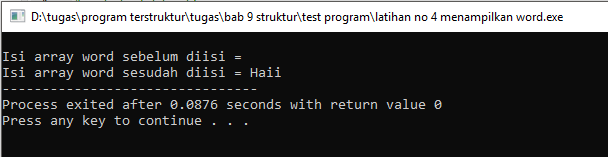 D:\tugas\program terstruktur\tugas\bab 9 struktur\test program\latihan no 4 menampilkan word.exe
Isi array word sebelum diisi =
Isi array word sesudah diisi = Haii
--------------------------------
Process exited after 0.0876 seconds with return value 0
Press any key to continue . . .